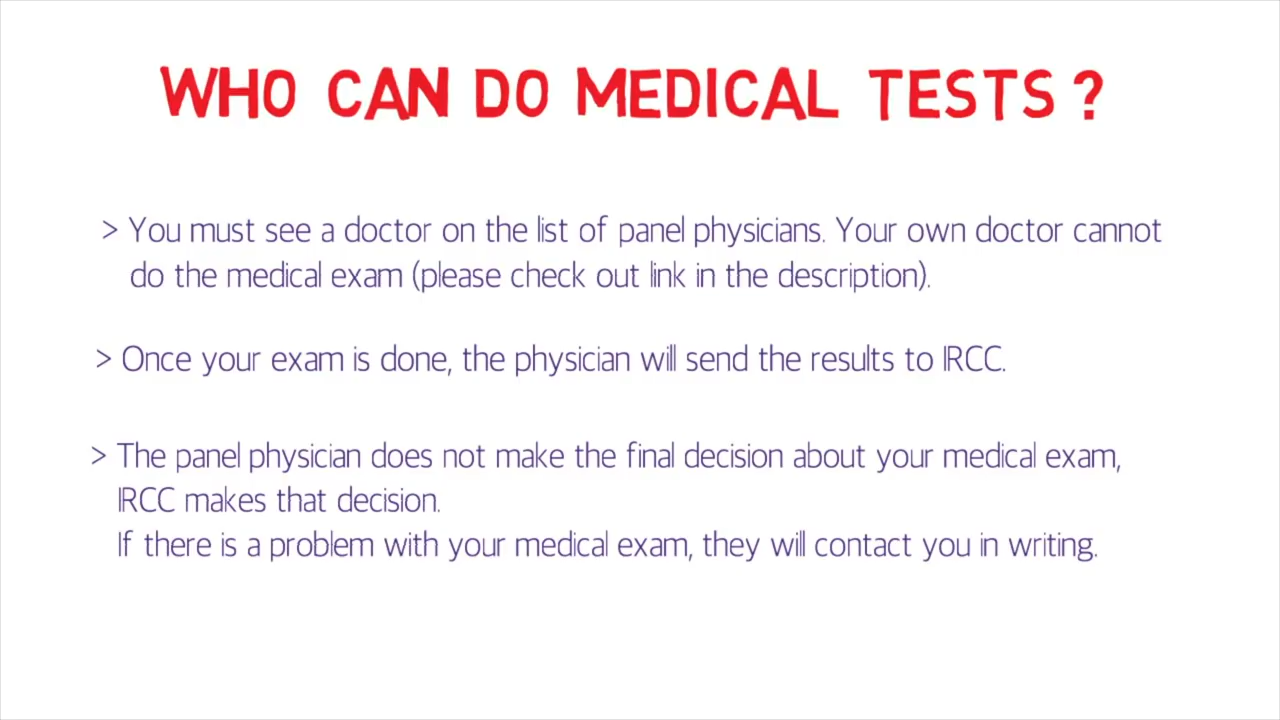 WHO CAN DO MEDICAL TESTS ?
> You must see a doctor on the list of panel physicians. Your own doctor cannot
do the medical exam (please check out link in the description).
> Once your exam is done, the physician will send the results to IRCC.
> The panel physician does not make the final decision about your medical exam,
IRCC makes that decision.
If there is a problem with your medical exam, they will contact you in writing.